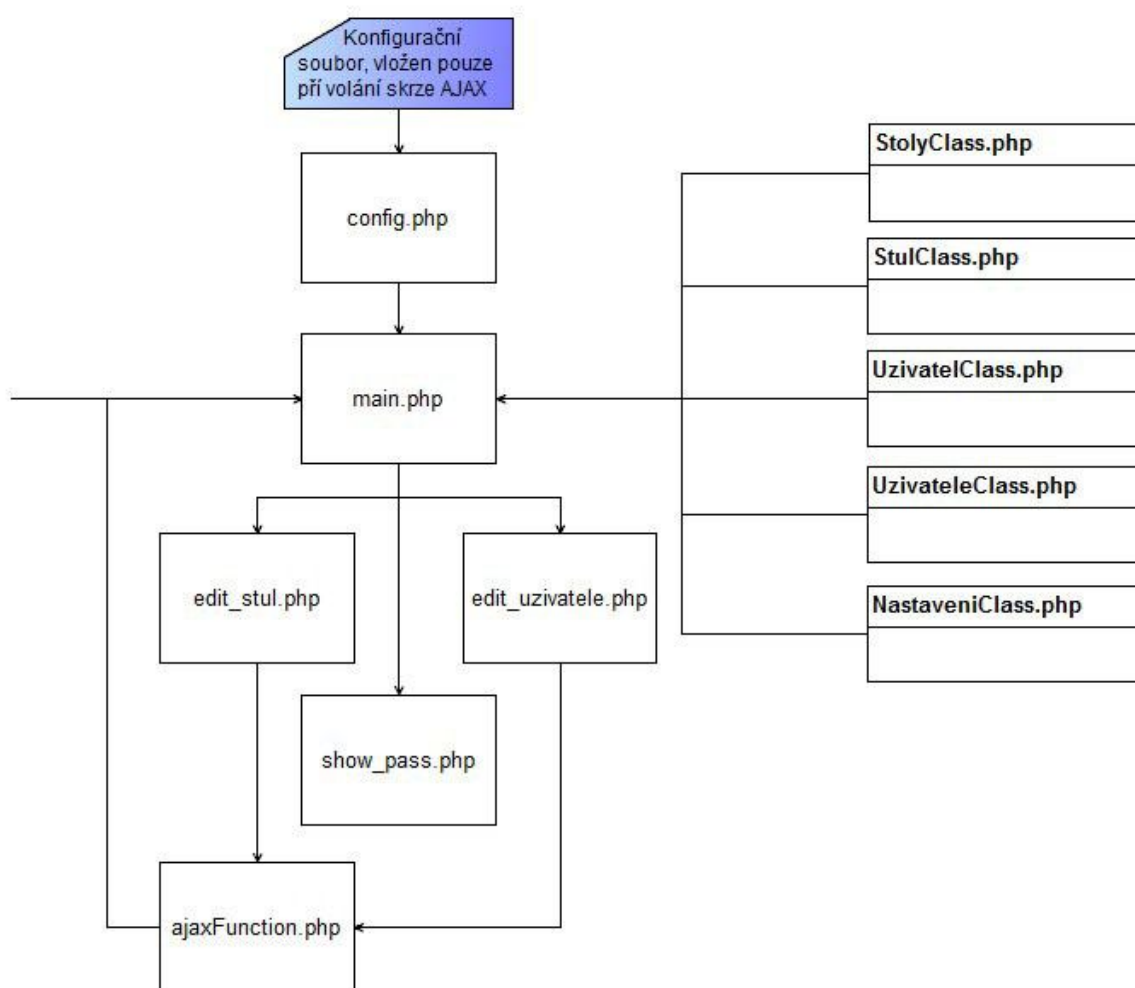 Konfigurační
soubor, vložen pouze
pří volání skrze AJAX
config.php
main.php
edit_stul.php
edit_uzivatele.php
show_pass.php
ajaxFunction.php
StolyClass.php
StulClass.php
UzivatelClass.php
UzivateleClass.php
NastaveniClass.php